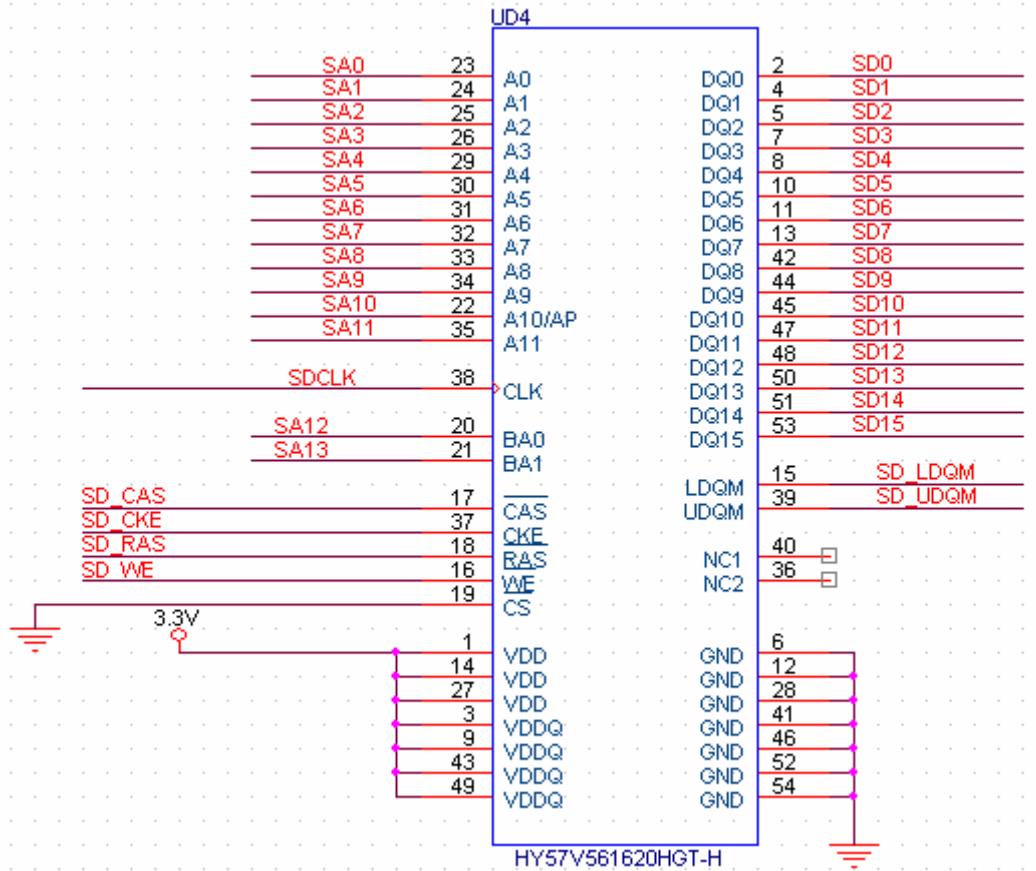 UD4
SA0 23 A0 DQ0 2 SD0
SA1 24 A1 DQ1 4 SD1
SA2 25 A2 DQ2 5 SD2
SA3 26 A3 DQ3 7 SD3
SA4 29 A4 DQ4 8 SD4
SA5 30 A5 DQ5 10 SD5
SA6 31 A6 DQ6 11 SD6
SA7 32 A7 DQ7 13 SD7
SA8 33 A8 DQ8 42 SD8
SA9 34 A9 DQ9 44 SD9
SA10 22 A10/AP DQ10 45 SD10
SA11 35 A11 DQ11 47 SD11
DQ12 48 SD12
SDCLK 38 CLK DQ13 50 SD13
DQ14 51 SD14
SA12 20 BA0 DQ15 53 SD15
SA13 21 BA1
LDQM 15 SD_LDQM
SD_CAS 17 CAS UDQM 39 SD_UDQM
SD_CKE 37 CKE
SD_RAS 18 RAS NC1 40
SD_WE 16 WE NC2 36
19 CS
3.3V
1 VDD GND 6
14 VDD GND 12
27 VDD GND 28
3 VDDQ GND 41
9 VDDQ GND 46
43 VDDQ GND 52
49 VDDQ GND 54
HY57V561620HGT-H